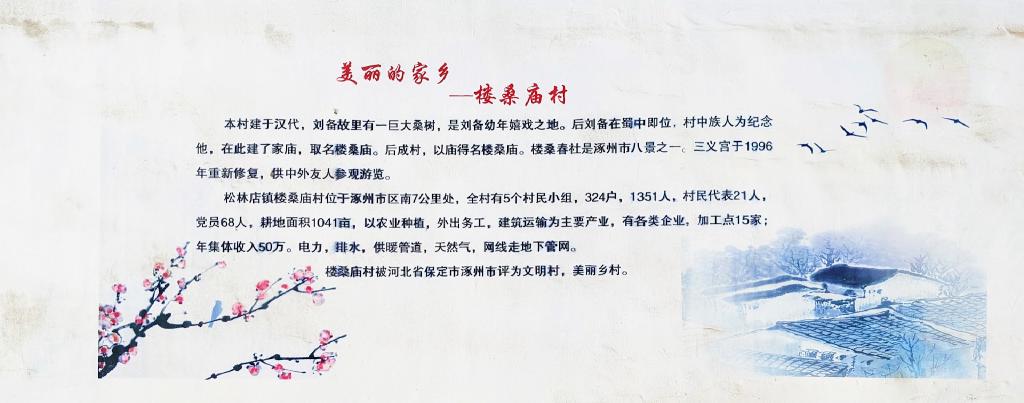 美丽的家乡
—楼桑庙村
本村建于汉代，刘备故里有一巨大桑树，是刘备幼年嬉戏之地。后刘备在蜀中即位，村中族人为纪念
他，在此建了家庙，取名楼桑庙。后成村，以庙得名楼桑庙。楼桑春社是涿州市八景之一。三义宫于1996
年重新修复，供中外友人参观游览。
松林店镇楼桑庙村位于涿州市区南7公里处，全村有5个村民小组，324户，1351人，村民代表21人，
党员68人，耕地面积1041亩，以农业种植，外出务工，建筑运输为主要产业，有各类企业，加工点15家；
年集体收入50万。电力，排水，供暖管道，天然气，网线走地下管网。
楼桑庙村被河北省保定市涿州市评为文明村，美丽乡村。